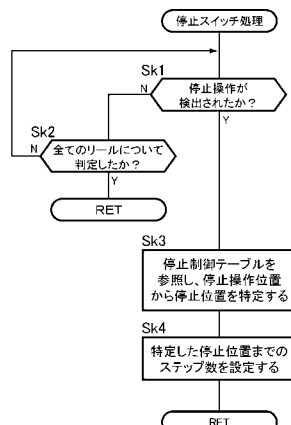 停止スイッチ処理
Sk1
停止操作が
検出されたか？
N
Y
Sk2
N
全てのリールについて
判定したか？
Y
RET
Sk3
停止制御テーブルを
参照し、停止操作位置
から停止位置を特定する
Sk4
特定した停止位置までの
ステップ数を設定する
RET